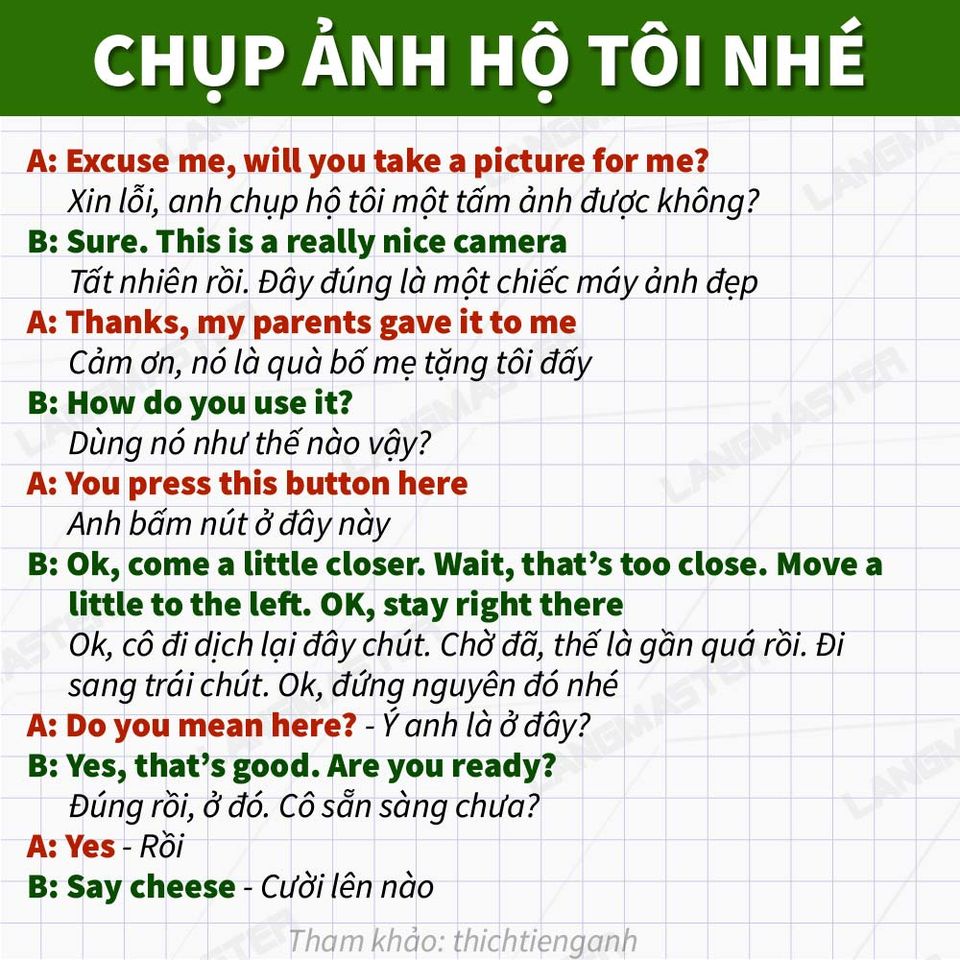 CHỤP ẢNH HỘ TÔI NHÉ
A: Excuse me, will you take a picture for me?
Xin lỗi, anh chụp hộ tôi một tấm ảnh được không?
B: Sure. This is a really nice camera
Tất nhiên rồi. Đây đúng là một chiếc máy ảnh đẹp
A: Thanks, my parents gave it to me
Cảm ơn, nó là quà bố mẹ tặng tôi đấy
B: How do you use it?
Dùng nó như thế nào vậy?
A: You press this button here
Anh bấm nút ở đây này
B: Ok, come a little closer. Wait, that’s too close. Move a
little to the left. OK, stay right there
Ok, cô đi dịch lại đây chút. Chờ đã, thế là gần quá rồi. Đi
sang trái chút. Ok, đứng nguyên đó nhé
A: Do you mean here? - Ý anh là ở đây?
B: Yes, that’s good. Are you ready?
Đúng rồi, ở đó. Cô sẵn sàng chưa?
A: Yes - Rồi
B: Say cheese - Cười lên nào
Tham khảo: thichtienganh
LANGMASTER